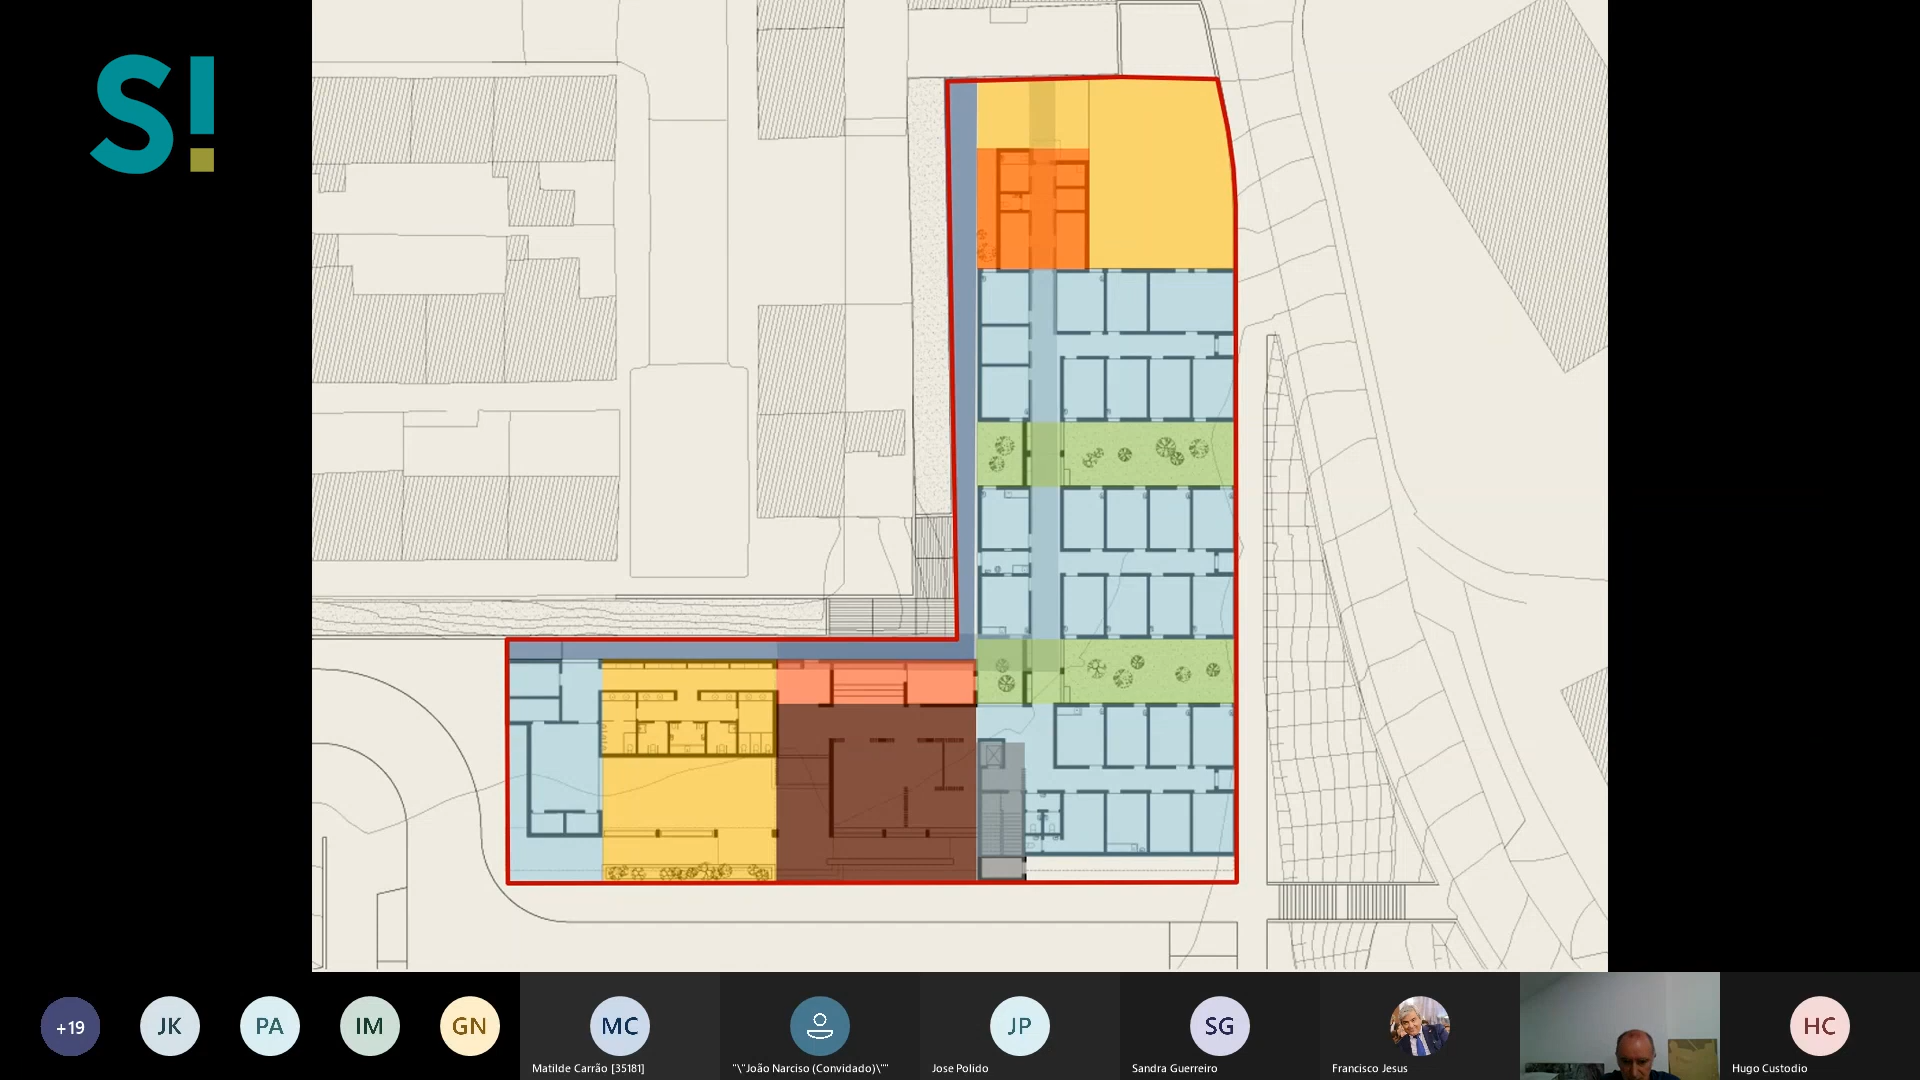 S!
+19
JK
PA
IM
GN
MC
JP
SG
HC
Matilde Carrão [35181]
"\"João Narciso (Convidado)\""
Jose Polido
Sandra Guerreiro
Francisco Jesus
Hugo Custodio